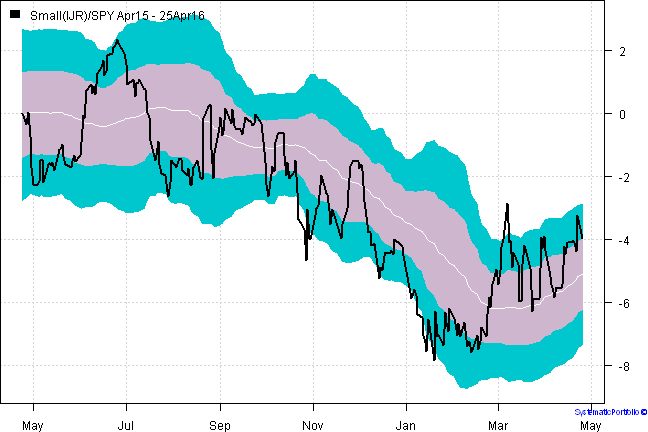 Small(IJR)/SPY Apr15 - 25Apr16
2
0
-2
-4
-6
-8
SystematicPortfolio ©
May Jul Sep Nov Jan Mar May